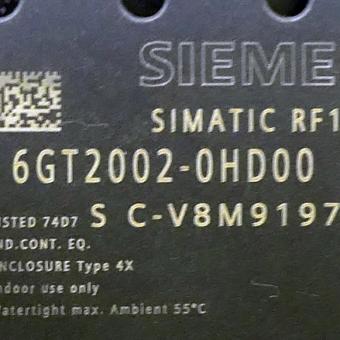 SIEME
SIMATIC RF1
6GT2002-0HD00
ISTED 74D7 S C-V8M9197
ND.CONT. EQ.
NCLOSURE Type 4X
ndoor use only
Watertight max. Ambient 55°C